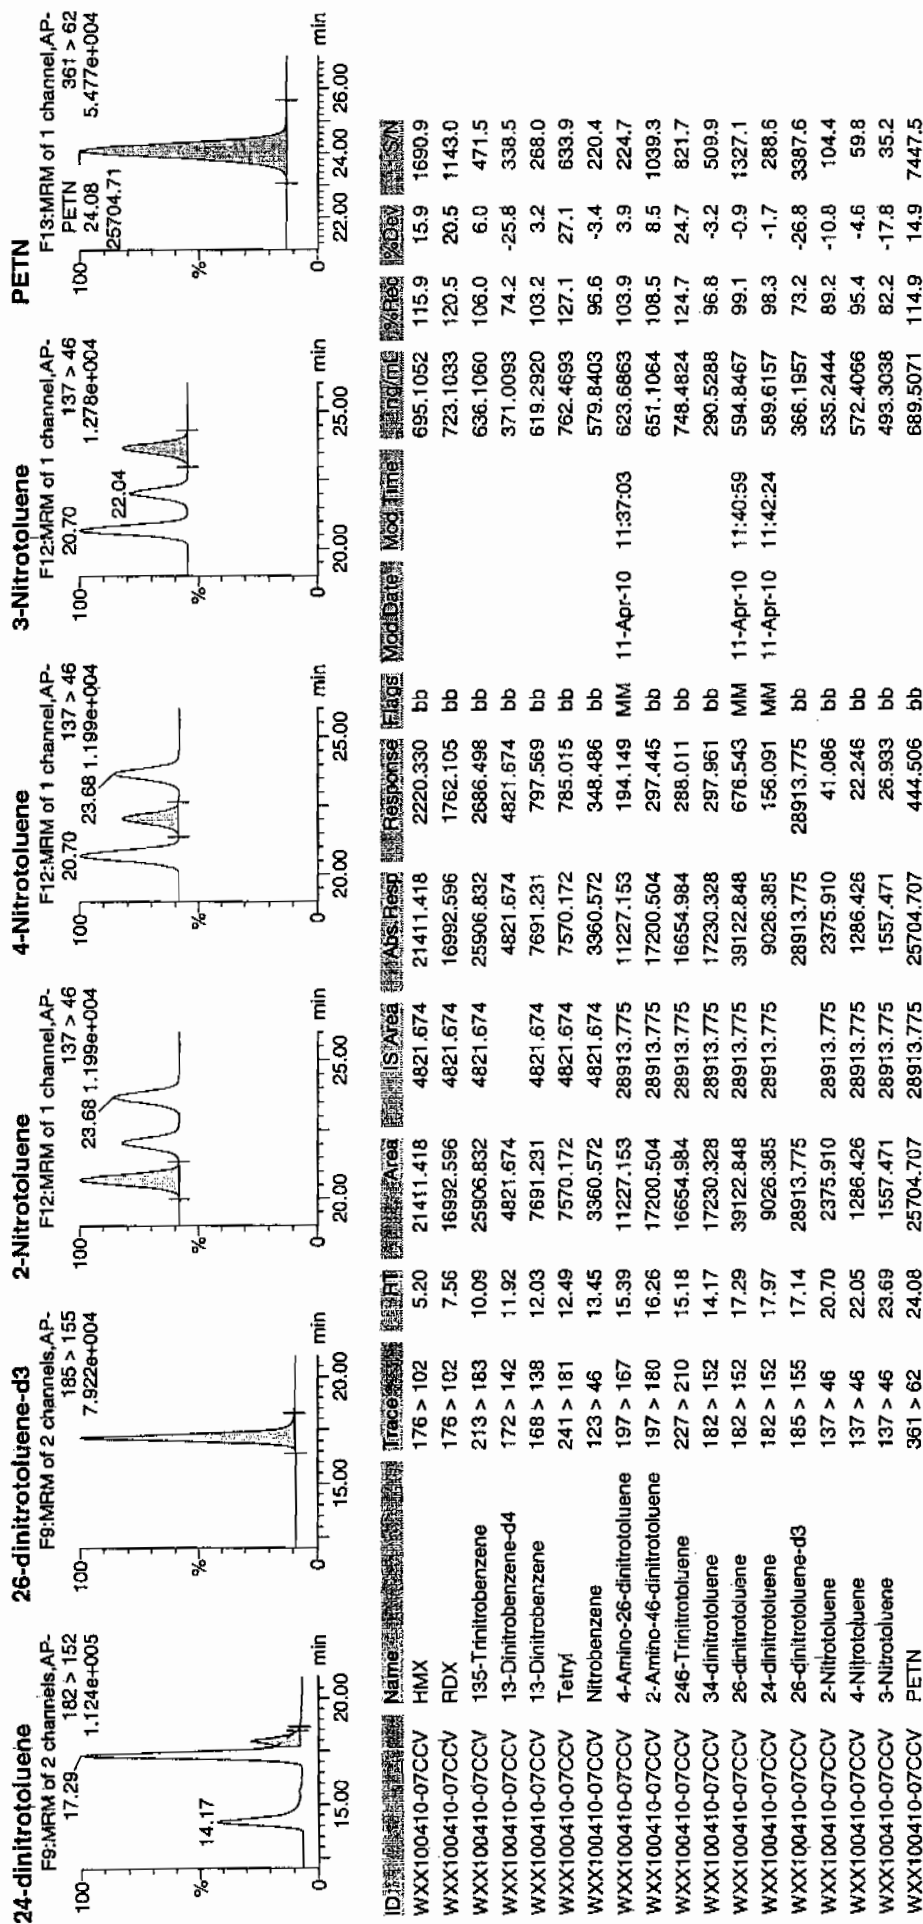 24-dinitrotoluene
F9:MRM of 2 channels,AP-
182 > 152
1.124e+005
17.29
14.17
100
%
0
15.00
20.00
min
26-dinitrotoluene-d3
F9:MRM of 2 channels,AP-
185 > 155
7.922e+004
100
%
0
15.00
20.00
min
2-Nitrotoluene
F12:MRM of 1 channel,AP-
137 > 46
23.68 1.199e+004
100
%
0
20.00
25.00
min
4-Nitrotoluene
F12:MRM of 1 channel,AP-
20.70
137 > 46
23.68 1.199e+004
100
%
0
20.00
25.00
min
3-Nitrotoluene
F12:MRM of 1 channel,AP-
20.70
137 > 46
1.278e+004
22.04
100
%
0
20.00
25.00
min
PETN
F13:MRM of 1 channel,AP-
PETN
361 > 62
24.08
5.477e+004
25704.71
100
%
0
22.00
24.00
26.00
min
ID Name Trace RT Area IS Area Abs.Resp Response Flags Mod.Date Mod.Time ng/mL %Rec %Dev S/N
WXX100410-07CCV HMX 176 > 102 5.20 21411.418 4821.674 21411.418 2220.330 bb 695.1052 115.9 15.9 1690.9
WXX100410-07CCV RDX 176 > 102 7.56 16992.596 4821.674 16992.596 1762.105 bb 723.1033 120.5 20.5 1143.0
WXX100410-07CCV 135-Trinitrobenzene 213 > 183 10.09 25906.832 4821.674 25906.832 2686.498 bb 636.1060 106.0 6.0 471.5
WXX100410-07CCV 13-Dinitrobenzene-d4 172 > 142 11.92 4821.674 4821.674 4821.674 bb 371.0093 74.2 -25.8 338.5
WXX100410-07CCV 13-Dinitrobenzene 168 > 138 12.03 7691.231 4821.674 7691.231 797.569 bb 619.2920 103.2 3.2 268.0
WXX100410-07CCV Tetryl 241 > 181 12.49 7570.172 4821.674 7570.172 785.015 bb 762.4693 127.1 27.1 633.9
WXX100410-07CCV Nitrobenzene 123 > 46 13.45 3360.572 4821.674 3360.572 348.486 bb 579.8403 96.6 -3.4 220.4
WXX100410-07CCV 4-Amino-26-dinitrotoluene 197 > 167 15.39 11227.153 28913.775 11227.153 194.149 MM 11-Apr-10 11:37:03 623.6863 103.9 3.9 224.7
WXX100410-07CCV 2-Amino-46-dinitrotoluene 197 > 180 16.26 17200.504 28913.775 17200.504 297.445 bb 651.1064 108.5 8.5 1039.3
WXX100410-07CCV 246-Trinitrotoluene 227 > 210 15.18 16654.984 28913.775 16654.984 288.011 bb 748.4824 124.7 24.7 821.7
WXX100410-07CCV 34-dinitrotoluene 182 > 152 14.17 17230.328 28913.775 17230.328 297.961 bb 290.5288 96.8 -3.2 509.9
WXX100410-07CCV 26-dinitrotoluene 182 > 152 17.29 39122.848 28913.775 39122.848 676.543 MM 11-Apr-10 11:40:59 594.8467 99.1 -0.9 1327.1
WXX100410-07CCV 24-dinitrotoluene 182 > 152 17.97 9026.385 28913.775 9026.385 156.091 MM 11-Apr-10 11:42:24 589.6157 98.3 -1.7 288.6
WXX100410-07CCV 26-dinitrotoluene-d3 185 > 155 17.14 28913.775 28913.775 28913.775 bb 366.1957 73.2 -26.8 3387.6
WXX100410-07CCV 2-Nitrotoluene 137 > 46 20.70 2375.910 28913.775 2375.910 41.086 bb 535.2444 89.2 -10.8 104.4
WXX100410-07CCV 4-Nitrotoluene 137 > 46 22.05 1286.426 28913.775 1286.426 22.246 bb 572.4066 95.4 -4.6 59.8
WXX100410-07CCV 3-Nitrotoluene 137 > 46 23.69 1557.471 28913.775 1557.471 26.933 bb 493.3038 82.2 -17.8 35.2
WXX100410-07CCV PETN 361 > 62 24.08 25704.707 28913.775 25704.707 444.506 bb 689.5071 114.9 14.9 7447.5